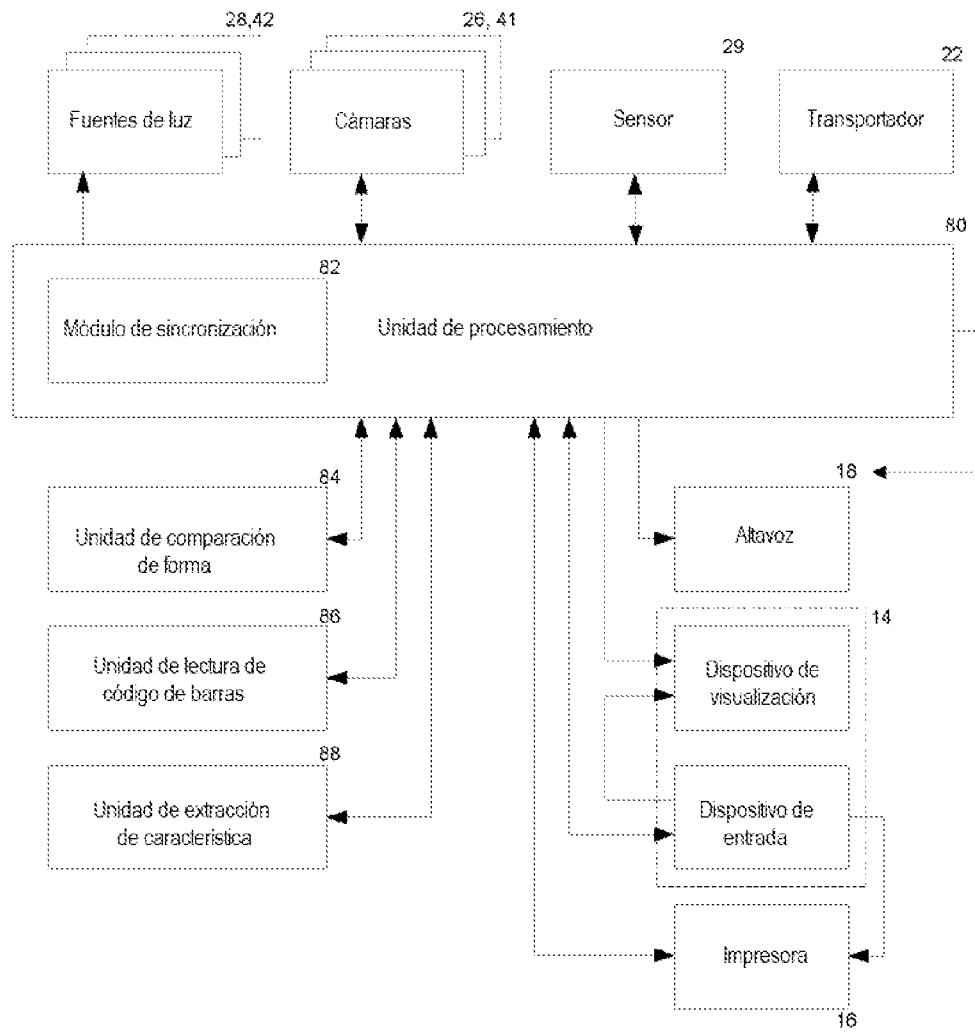 28,42
26, 41
29
22
Fuentes de luz
Cámaras
Sensor
Transportador
80
82
Módulo de sincronización
Unidad de procesamiento
84
18
Unidad de comparación
de forma
Altavoz
86
14
Unidad de lectura de
código de barras
Dispositivo de
visualización
88
Unidad de extracción
de característica
Dispositivo de
entrada
Impresora
16